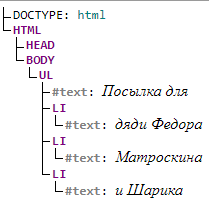 DOCTYPE: html
HTML
HEAD
BODY
UL
#text: Посылка для
LI
#text: дяди Федора
LI
#text: Матроскина
LI
#text: и Шарика